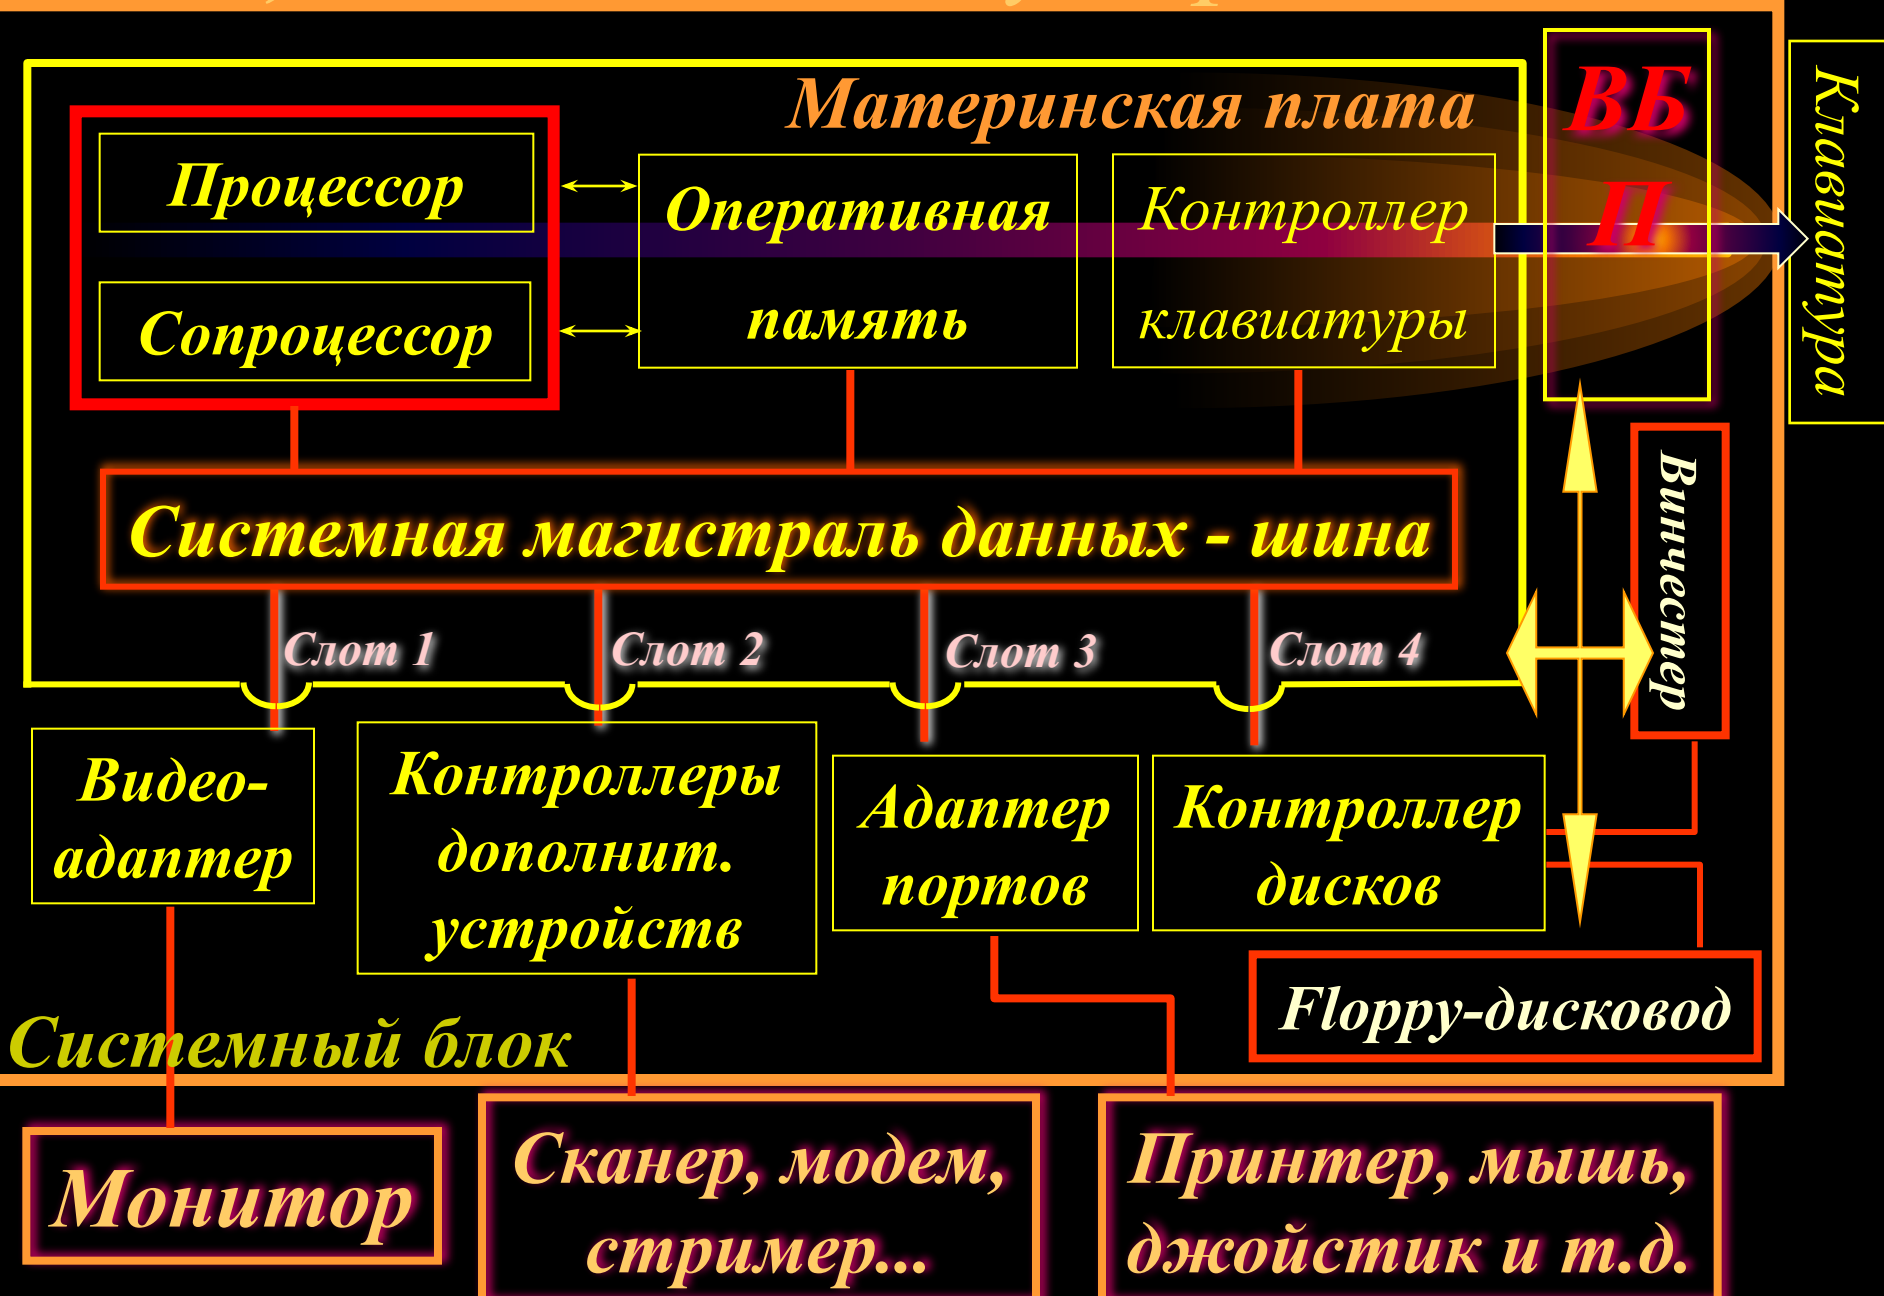 Материнская плата
ВБ
П
Клавиатура
Процессор
Оперативная
память
Контроллер
клавиатуры
Сопроцессор
Системная магистраль данных - шина
Винчестер
Слот 1
Слот 2
Слот 3
Слот 4
Видео-
адаптер
Контроллеры
дополнит.
устройств
Адаптер
портов
Контроллер
дисков
Floppy-дисковод
Системный блок
Монитор
Сканер, модем,
стример...
Принтер, мышь,
джойстик и т.д.